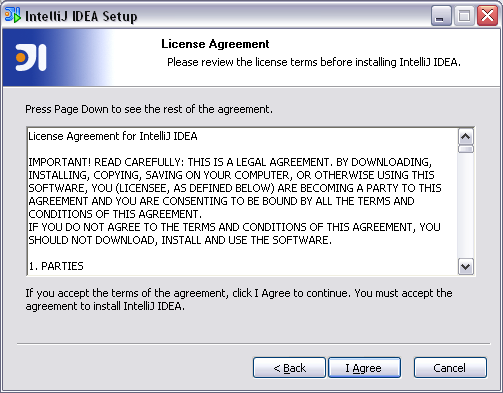 IntelliJ IDEA Setup
License Agreement
Please review the license terms before installing IntelliJ IDEA.
Press Page Down to see the rest of the agreement.
License Agreement for IntelliJ IDEA
IMPORTANT! READ CAREFULLY: THIS IS A LEGAL AGREEMENT. BY DOWNLOADING,
INSTALLING, COPYING, SAVING ON YOUR COMPUTER, OR OTHERWISE USING THIS
SOFTWARE, YOU (LICENSEE, AS DEFINED BELOW) ARE BECOMING A PARTY TO THIS
AGREEMENT AND YOU ARE CONSENTING TO BE BOUND BY ALL THE TERMS AND
CONDITIONS OF THIS AGREEMENT.
IF YOU DO NOT AGREE TO THE TERMS AND CONDITIONS OF THIS AGREEMENT, YOU
SHOULD NOT DOWNLOAD, INSTALL AND USE THE SOFTWARE.
1. PARTIES
If you accept the terms of the agreement, click I Agree to continue. You must accept the
agreement to install IntelliJ IDEA.
< Back
I Agree
Cancel